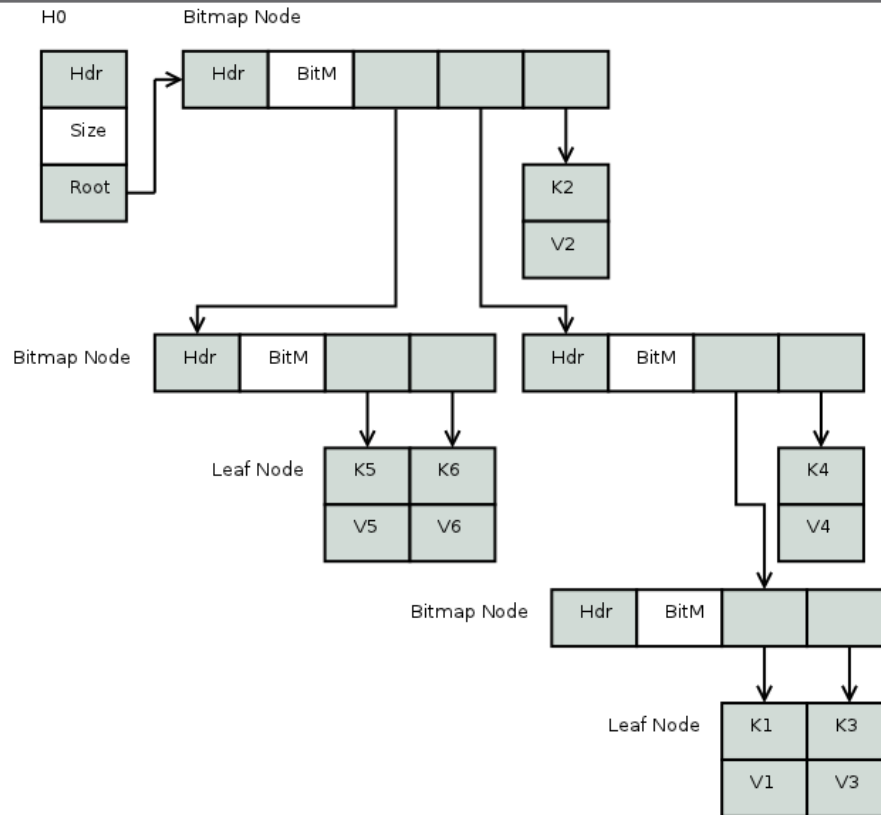 H0 Bitmap Node
Hdr Hdr BitM
Size
Root K2
V2
Bitmap Node Hdr BitM Hdr BitM
Leaf Node K5 K6 K4
V5 V6 V4
Bitmap Node Hdr BitM
Leaf Node K1 K3
V1 V3